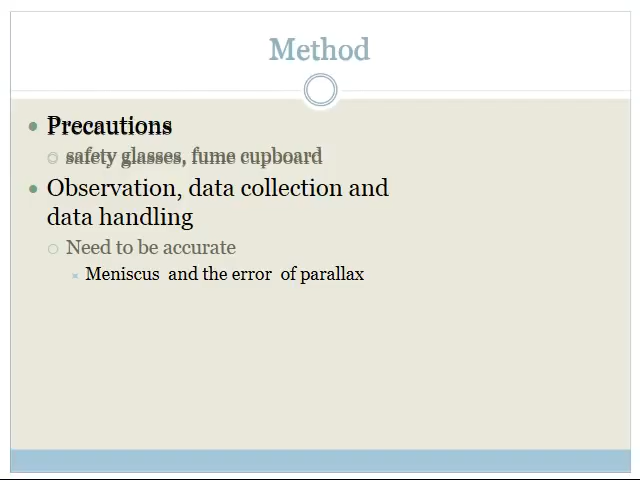 Method
Precautions
safety glasses, fume cupboard
Observation, data collection and
data handling
Need to be accurate
Meniscus and the error of parallax